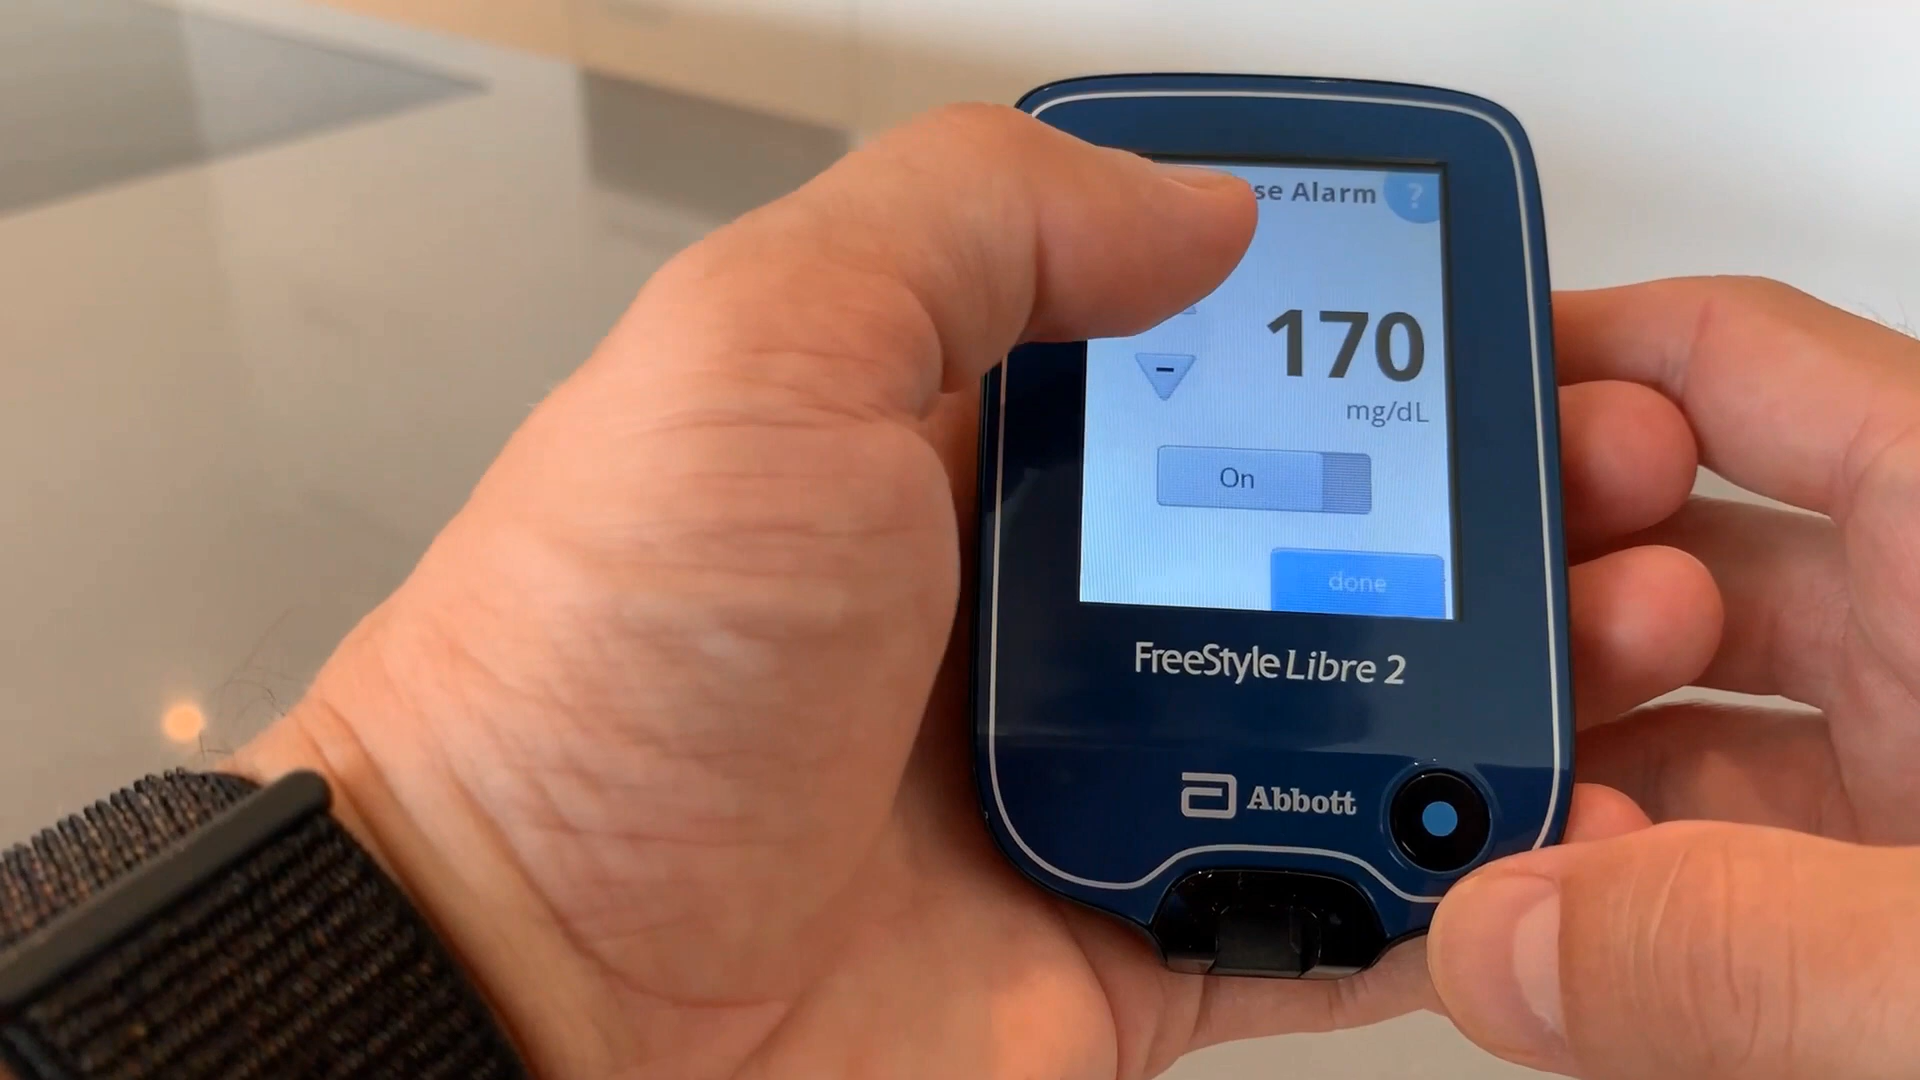 se Alarm ?
170
-
mg/dL
On
done
FreeStyle Libre 2
Abbott